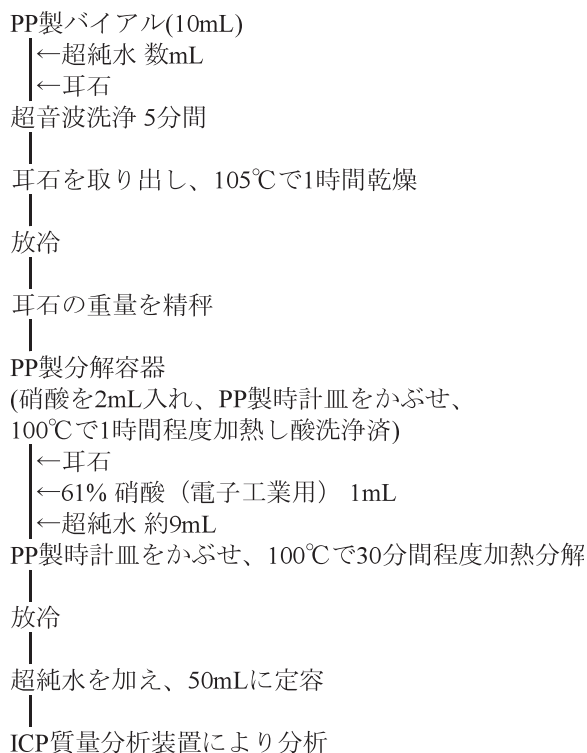 PP製バイアル(10mL)
←超純水 数mL
←耳石
超音波洗浄 5分間
耳石を取り出し、105℃で1時間乾燥
放冷
耳石の重量を精秤
PP製分解容器
(硝酸を2mL入れ、PP製時計皿をかぶせ、
100℃で1時間程度加熱し酸洗浄済)
←耳石
←61% 硝酸（電子工業用） 1mL
←超純水 約9mL
PP製時計皿をかぶせ、100℃で30分間程度加熱分解
放冷
超純水を加え、50mLに定容
ICP質量分析装置により分析